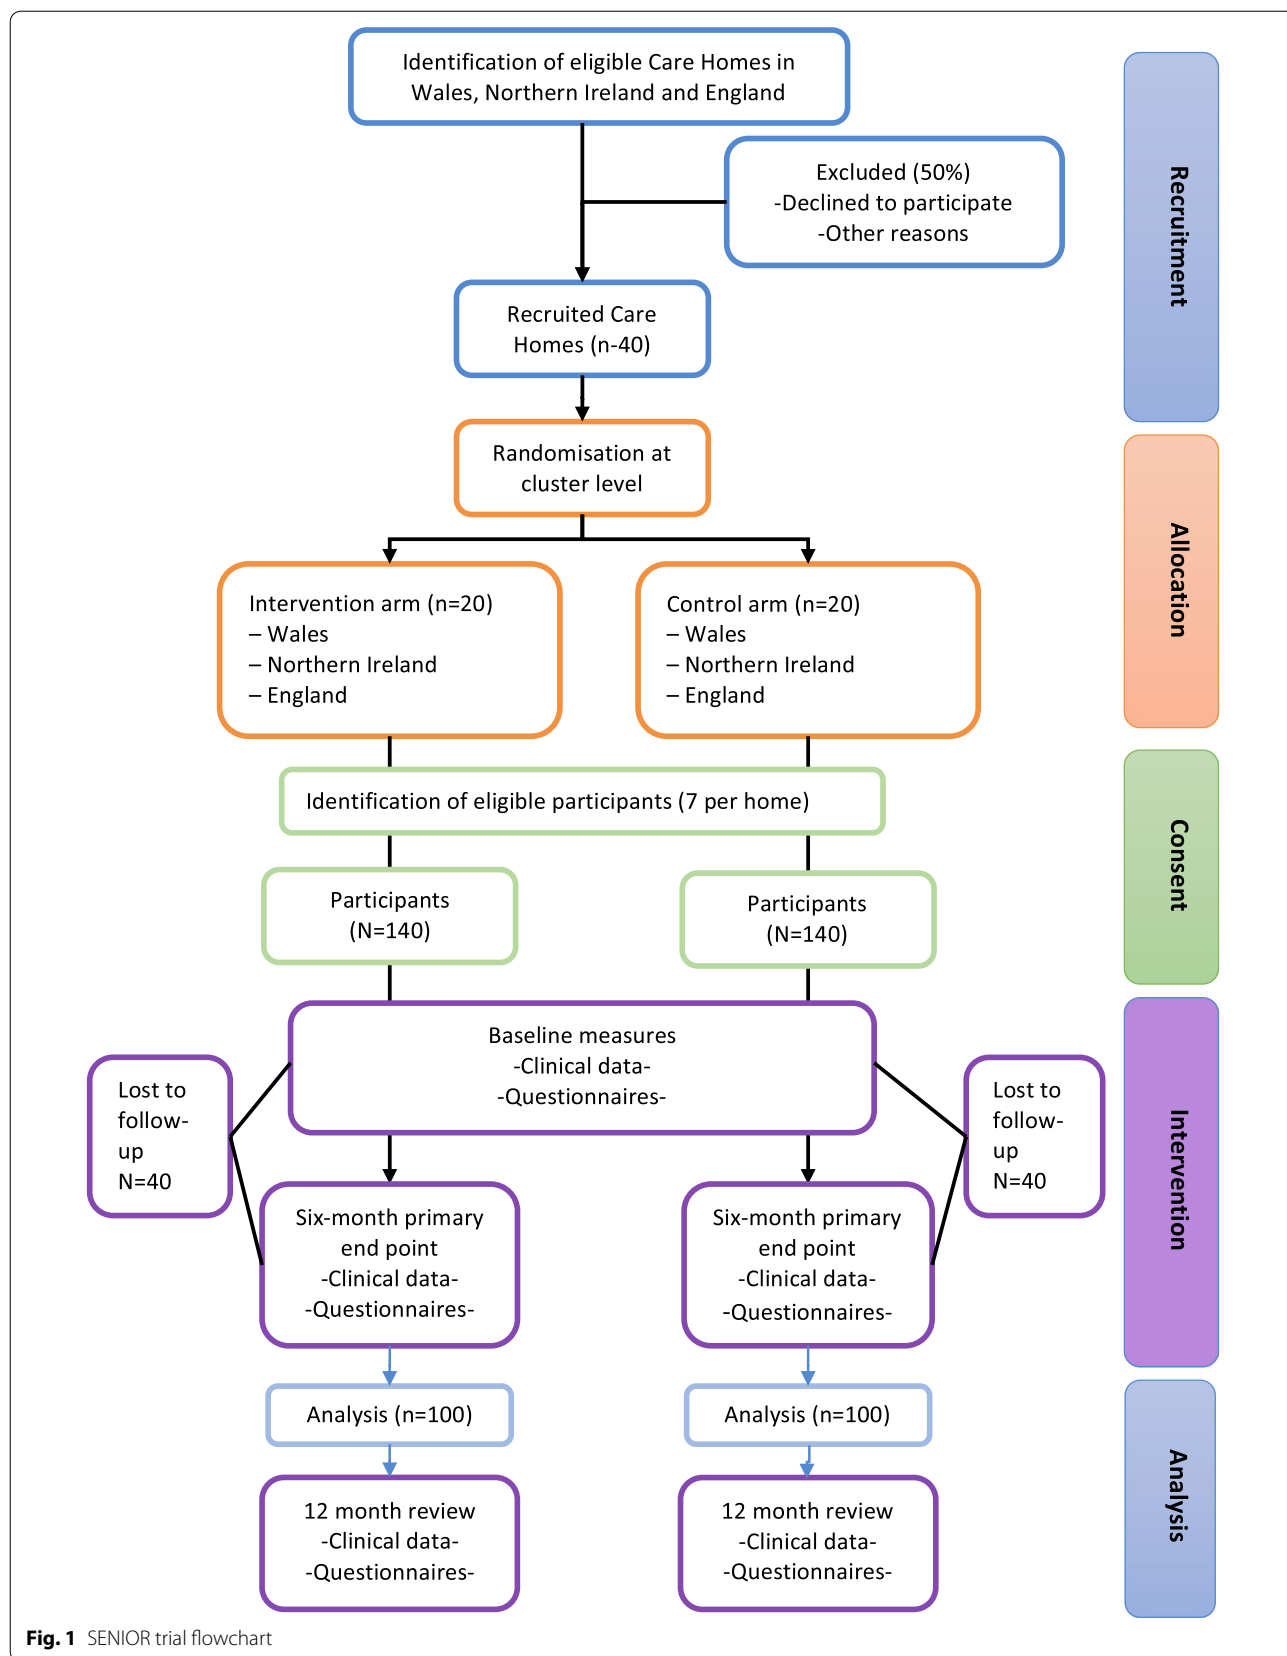 Identification of eligible Care Homes in
Wales, Northern Ireland and England
Excluded (50%)
-Declined to participate
-Other reasons
Recruited Care
Homes (n-40)
Recruitment
Randomisation at
cluster level
Intervention arm (n=20)
– Wales
– Northern Ireland
– England
Control arm (n=20)
– Wales
– Northern Ireland
– England
Allocation
Identification of eligible participants (7 per home)
Participants
(N=140)
Participants
(N=140)
Consent
Baseline measures
-Clinical data-
-Questionnaires-
Lost to
follow-
up
N=40
Lost to
follow-
up
N=40
Six-month primary
end point
-Clinical data-
-Questionnaires-
Six-month primary
end point
-Clinical data-
-Questionnaires-
Intervention
Analysis (n=100)
Analysis (n=100)
12 month review
-Clinical data-
-Questionnaires-
12 month review
-Clinical data-
-Questionnaires-
Analysis
Fig. 1 SENIOR trial flowchart